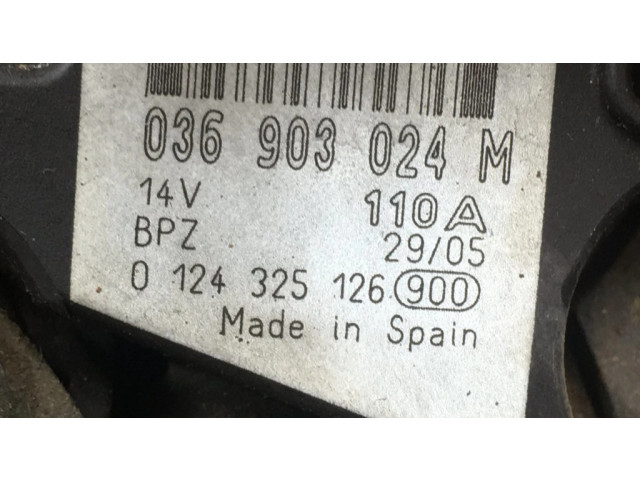 036 903 024 M
14V 110A
BPZ 29/05
0 124 325 126 900
Made in Spain